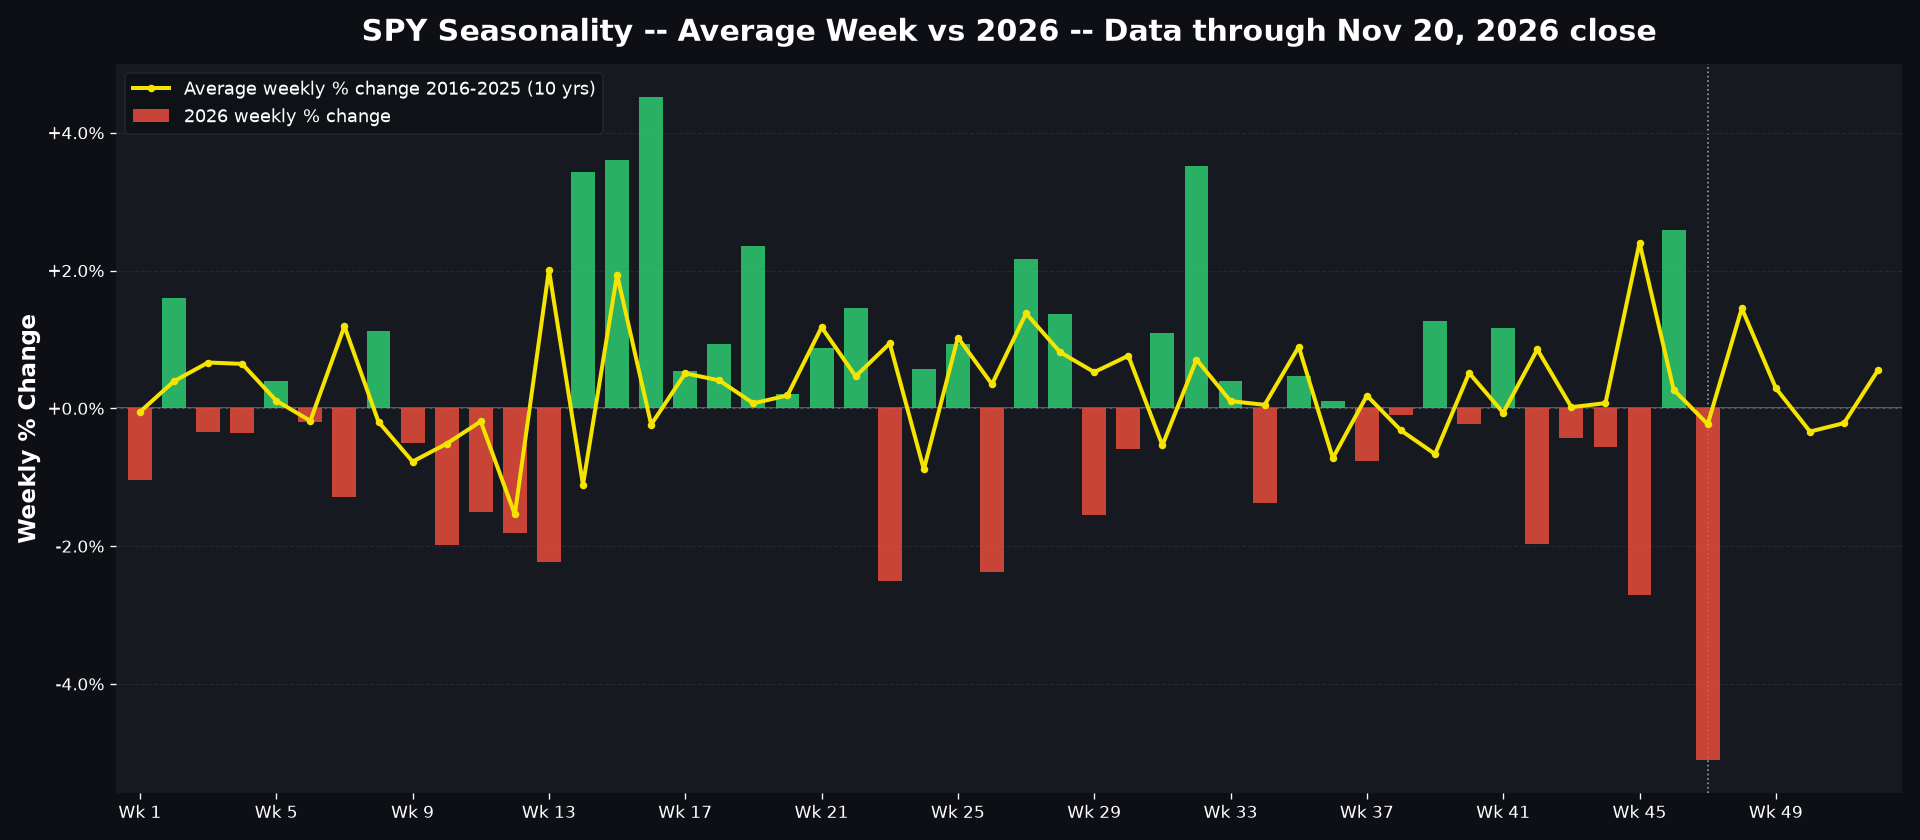 SPY Seasonality -- Average Week vs 2026 -- Data through Nov 20, 2026 close
Average weekly % change 2016-2025 (10 yrs)
2026 weekly % change
Weekly % Change
+4.0%
+2.0%
+0.0%
-2.0%
-4.0%
Wk 1 Wk 5 Wk 9 Wk 13 Wk 17 Wk 21 Wk 25 Wk 29 Wk 33 Wk 37 Wk 41 Wk 45 Wk 49